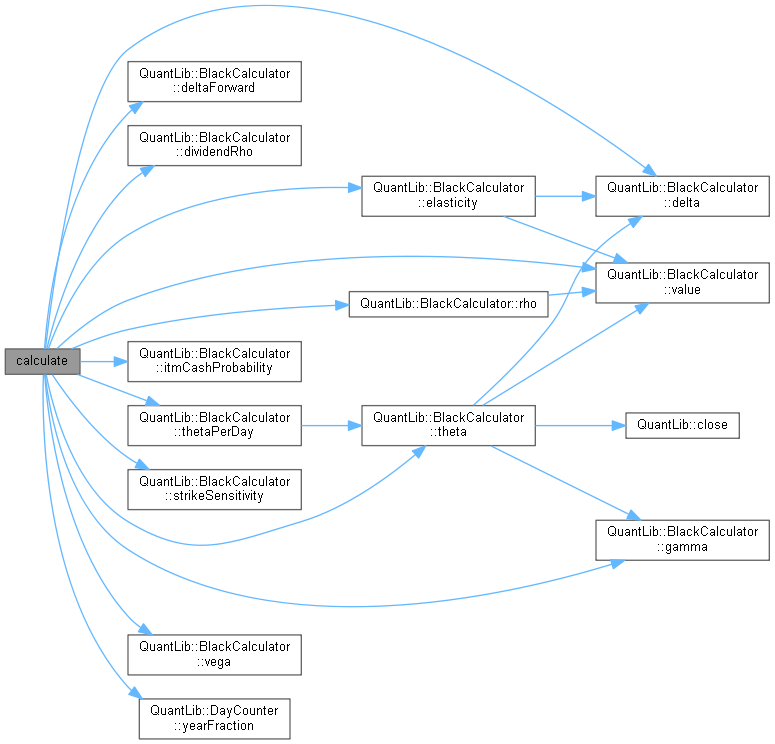 calculate
QuantLib::BlackCalculator
::deltaForward
QuantLib::BlackCalculator
::dividendRho
QuantLib::BlackCalculator
::elasticity
QuantLib::BlackCalculator
::delta
QuantLib::BlackCalculator
::value
QuantLib::BlackCalculator::rho
QuantLib::BlackCalculator
::itmCashProbability
QuantLib::BlackCalculator
::thetaPerDay
QuantLib::BlackCalculator
::theta
QuantLib::close
QuantLib::BlackCalculator
::strikeSensitivity
QuantLib::BlackCalculator
::gamma
QuantLib::BlackCalculator
::vega
QuantLib::DayCounter
::yearFraction